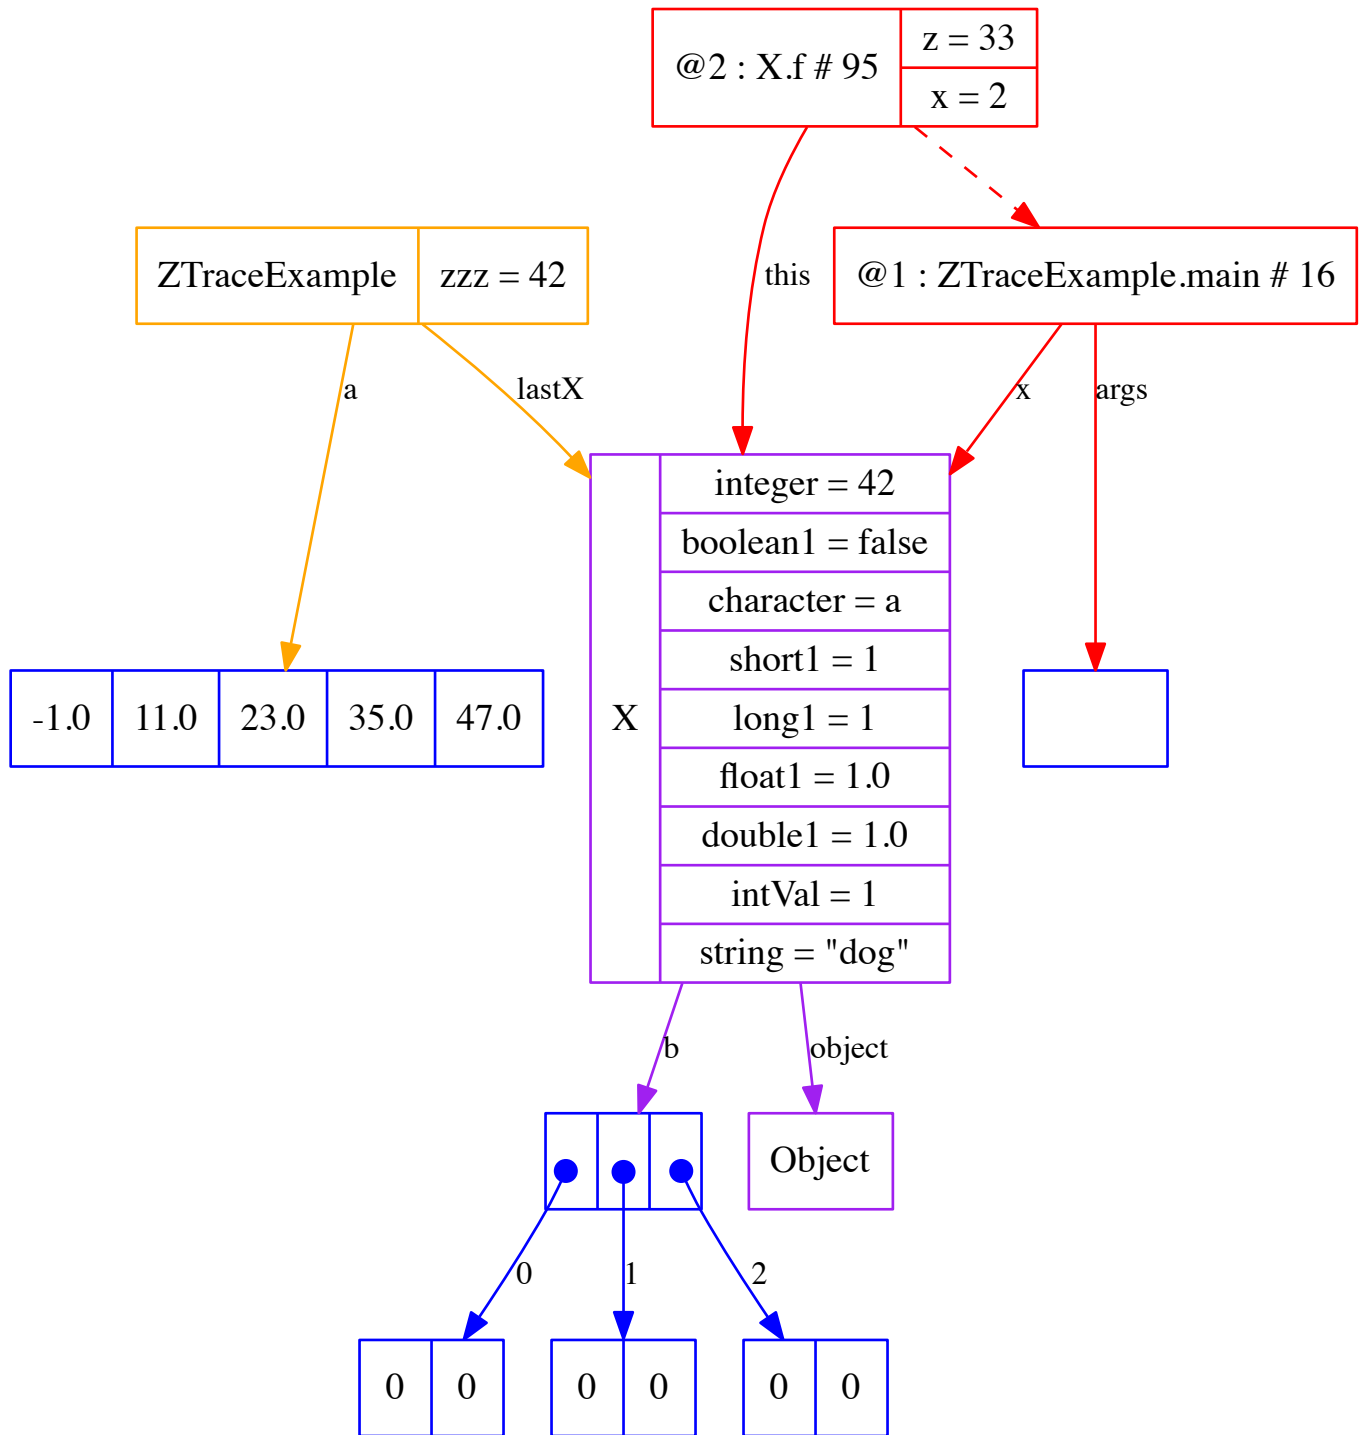 @2 : X.f # 95
z = 33
x = 2
ZTraceExample
zzz = 42
this
@1 : ZTraceExample.main # 16
a
lastX
x
args
X
integer = 42
boolean1 = false
character = a
short1 = 1
long1 = 1
float1 = 1.0
double1 = 1.0
intVal = 1
string = "dog"
-1.0
11.0
23.0
35.0
47.0
b
object
Object
0
1
2
0
0
0
0
0
0